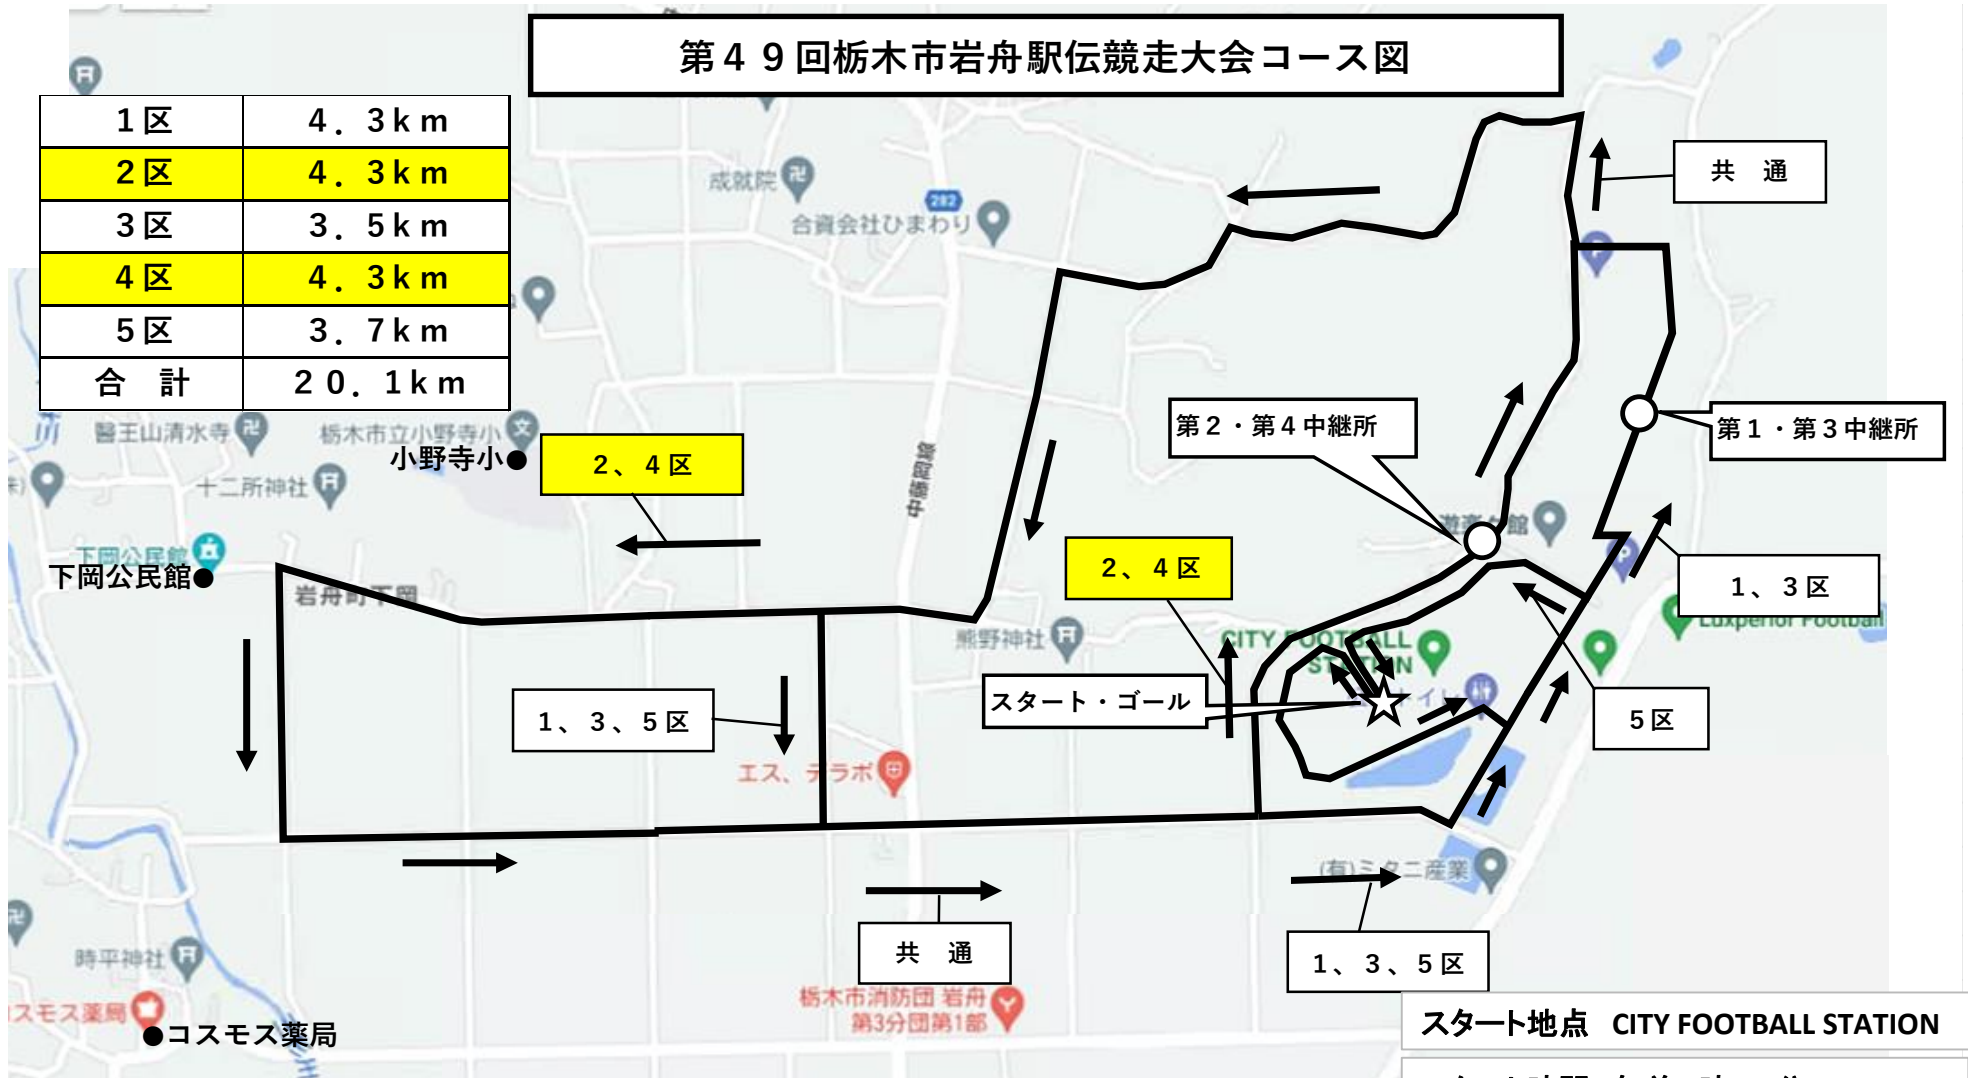 第４９回栃木市岩舟駅伝競走大会コース図
１区 ４．３ｋｍ
２区 ４．３ｋｍ
３区 ３．５ｋｍ
４区 ４．３ｋｍ
５区 ３．７ｋｍ
合　計 ２０．１ｋｍ
共　通
成就院
282
合資会社ひまわり
第２・第４中継所
第１・第３中継所
醫王山清水寺
栃木市立小野寺小
小野寺小
２、４区
中藤岡線
十二所神社
下岡公民館
下岡公民館
岩舟町下岡
２、４区
１、３区
熊野神社
CITY FOOTBALL
STATION
Luxperior Football
スタート・ゴール
１、３、５区
５区
エス、デラボ
(有)ミタニ産業
共　通
１、３、５区
時平神社
栃木市消防団 岩舟
第3分団第1部
コスモス薬局
スタート地点　CITY FOOTBALL STATION